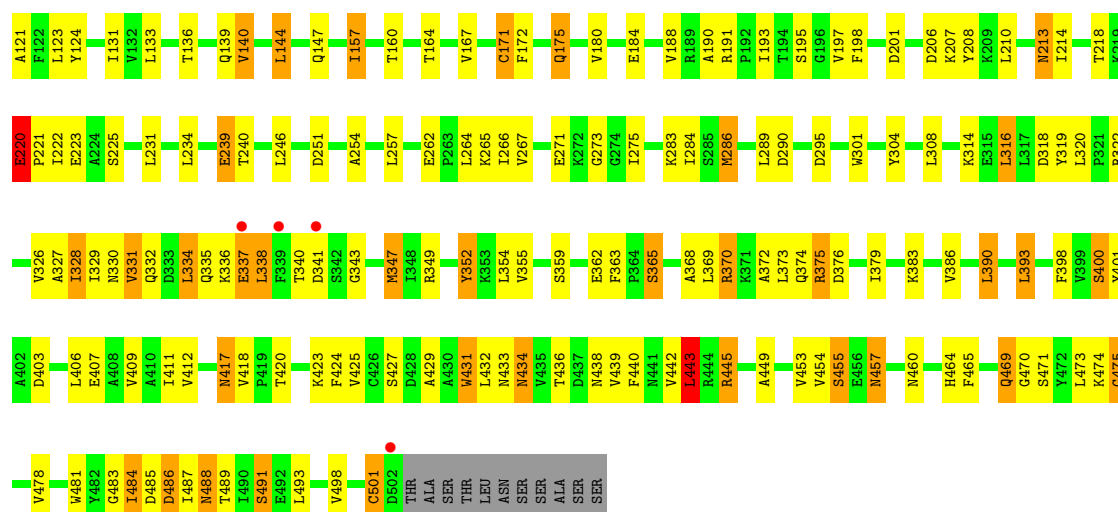 A121 F122 L123 Y124 I131 V132 L133 T136 Q139 V140 L144 Q147 I157 T160 T164 V167 C171 F172 Q175 V180 E184 V188 R189 A190 R191 P192 I193 T194 S195 G196 V197 F198 D201 D206 K207 Y208 K209 L210 N213 I214 T218 K219
E220 P221 I222 E223 A224 S225 L231 L234 E239 T240 L246 D251 A254 L257 E262 P263 L264 K265 I266 V267 E271 K272 G273 G274 I275 K283 I284 S285 M286 L289 D290 D295 W301 Y304 L308 K314 E315 L316 L317 D318 Y319 L320 P321
V326 A327 I328 I329 N330 V331 Q332 D333 L334 Q335 K336 E337 L338 F339 T340 D341 S342 G343 M347 I348 R349 Y352 K353 L354 V355 S359 E362 F363 P364 S365 A368 L369 R370 K371 A372 L373 Q374 R375 D376 I379 K383 V386 L390 L393 F398 V399 S400
A402 D403 L406 E407 A408 V409 A410 I411 V412 N417 V418 P419 T420 K423 F424 V425 C426 S427 D428 A429 A430 W431 L432 N433 N434 V435 T436 D437 N438 V439 F440 N441 V442 L443 R444 R445 A449 V453 V454 S455 E456 N457 N460 H464 F465 Q469 G470 S471 Y472 L473 K474
V478 W481 Y482 G483 I484 D485 D486 I487 N488 T489 I490 S491 E492 L493 V498 C501 D502 THR ALA SER THR LEU ASN SER SER ALA SER SER